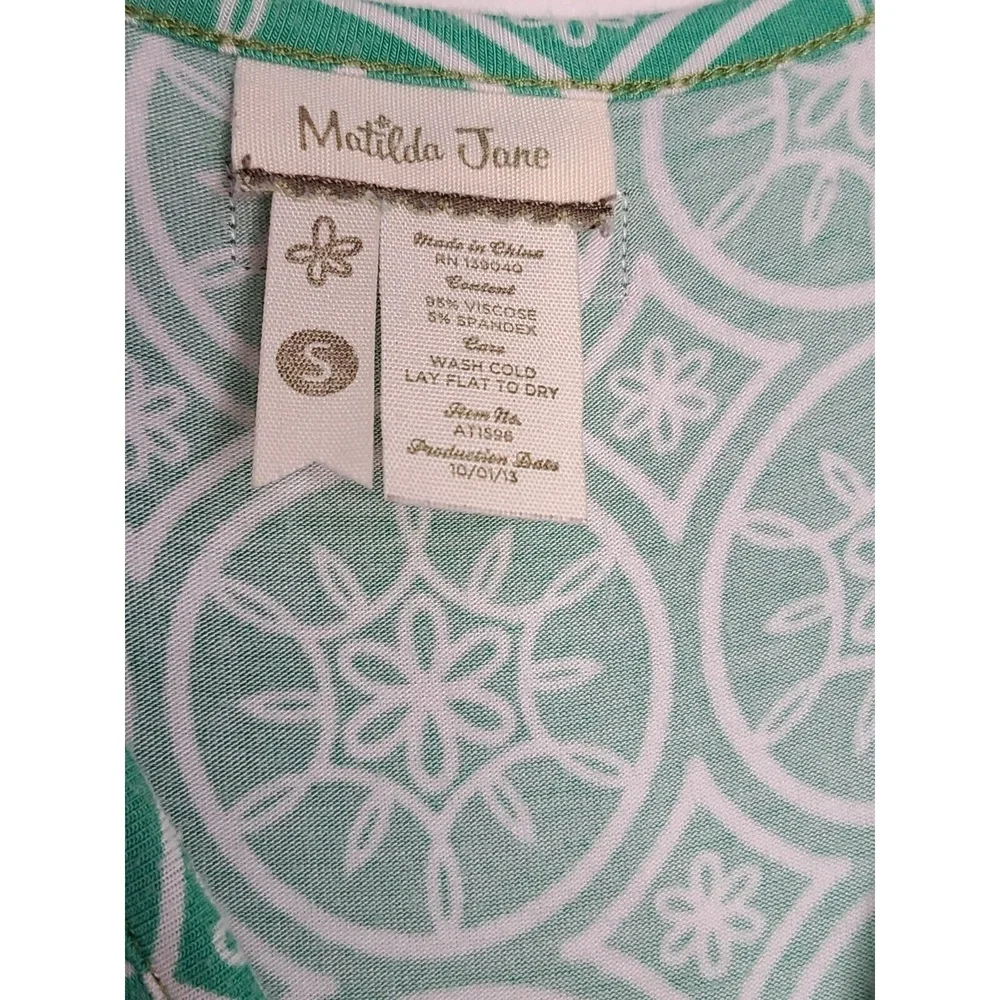 Matilda Jane
S
Made in China
RN 139040
Content
95% VISCOSE
5% SPANDEX
Care
WASH COLD
LAY FLAT TO DRY
Item No.
AT1596
Production Date
10/01/13